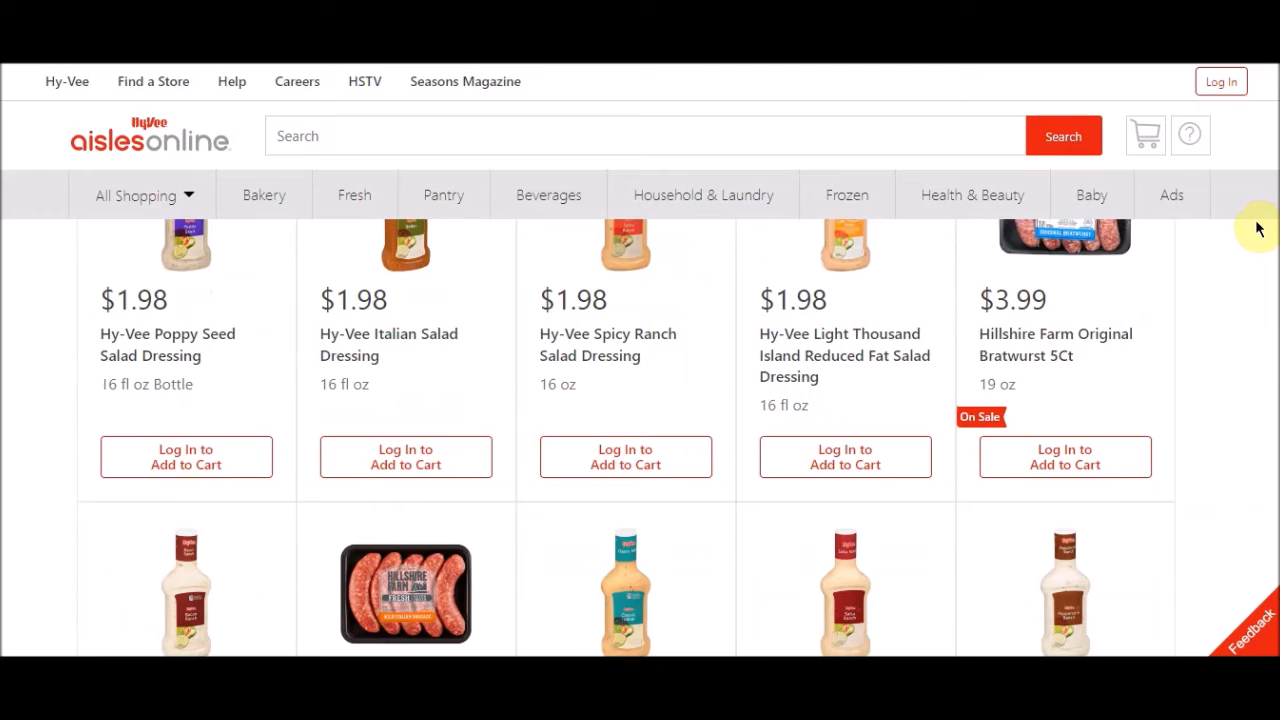 Hy-Vee Find a Store Help Careers HSTV Seasons Magazine Log In
HyVee
aislesonline. Search Search ?
All Shopping Bakery Fresh Pantry Beverages Household & Laundry Frozen Health & Beauty Baby Ads
ORIGINAL BRATWURST
$1.98 $1.98 $1.98 $1.98 $3.99
Hy-Vee Poppy Seed Hy-Vee Italian Salad Hy-Vee Spicy Ranch Hy-Vee Light Thousand Hillshire Farm Original
Salad Dressing Dressing Salad Dressing Island Reduced Fat Salad Bratwurst 5Ct
Dressing
16 fl oz Bottle 16 fl oz 16 oz 19 oz
16 fl oz
On Sale
Log In to Log In to Log In to Log In to Log In to
Add to Cart Add to Cart Add to Cart Add to Cart Add to Cart
HILLSHIRE
FARM
FRESH
Feedback